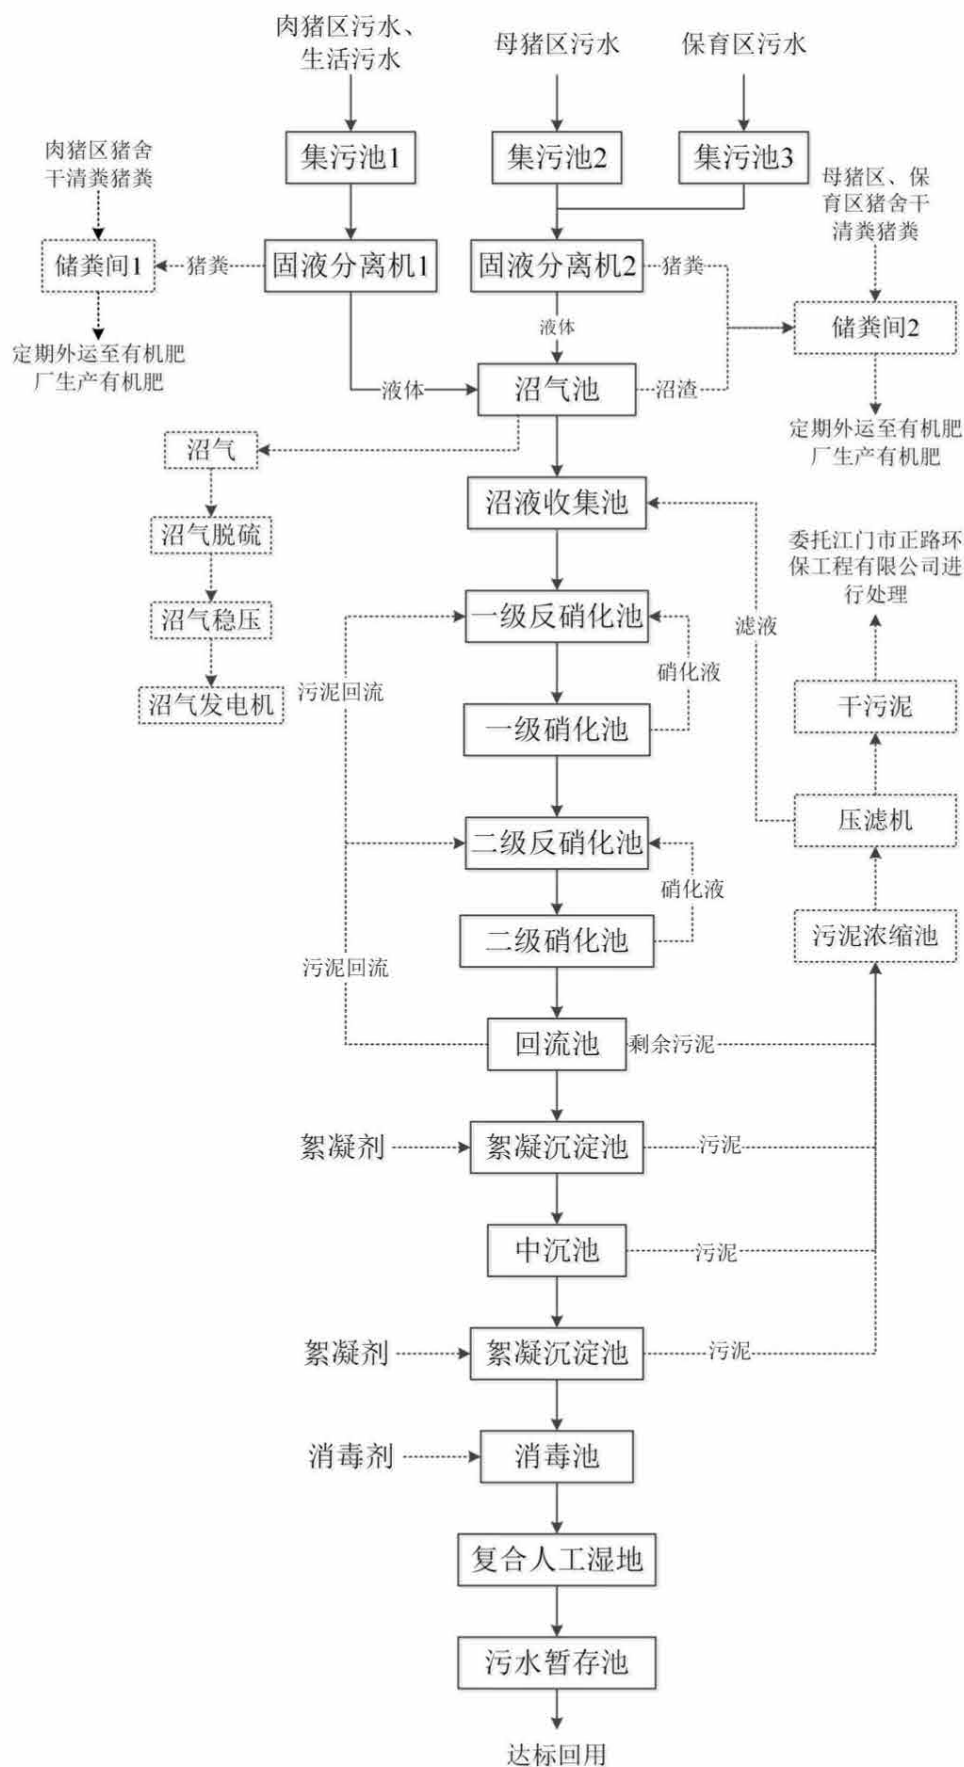 肉猪区污水、
生活污水
母猪区污水
保育区污水
集污池1
集污池2
集污池3
肉猪区猪舍
干清粪猪粪
母猪区、保
育区猪舍干
清粪猪粪
储粪间1
猪粪
固液分离机1
固液分离机2
猪粪
储粪间2
液体
定期外运至有机肥
厂生产有机肥
液体
沼气池
沼渣
定期外运至有机肥
厂生产有机肥
沼气
沼液收集池
沼气脱硫
委托江门市正路环
保工程有限公司进
行处理
沼气稳压
一级反硝化池
滤液
硝化液
污泥回流
沼气发电机
一级硝化池
干污泥
压滤机
二级反硝化池
硝化液
二级硝化池
污泥浓缩池
污泥回流
回流池
剩余污泥
絮凝剂
絮凝沉淀池
污泥
中沉池
污泥
絮凝剂
絮凝沉淀池
污泥
消毒剂
消毒池
复合人工湿地
污水暂存池
达标回用